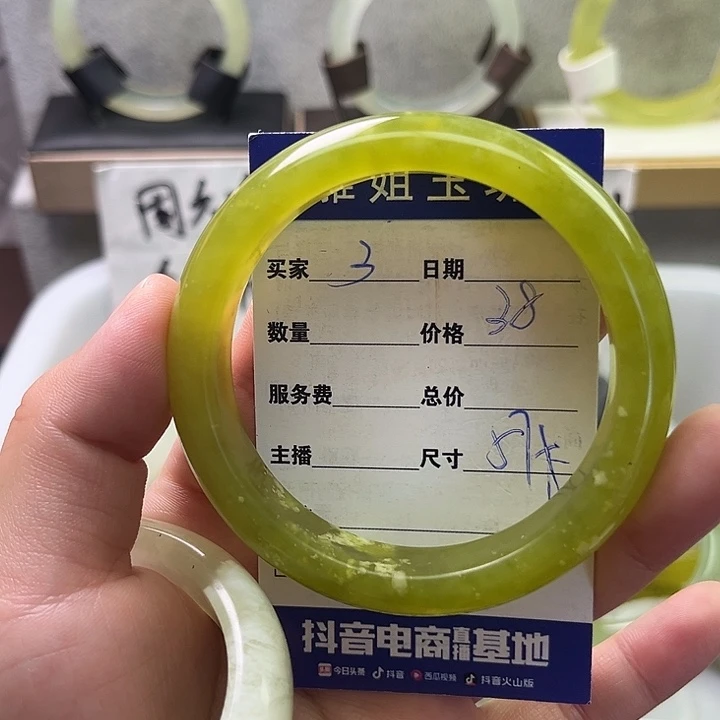 姐玉
买家 3 日期
数量 价格 38
服务费 总价
主播 尺寸 57
抖音电商直播基地
今日头条 抖音 西瓜视频 抖音火山版